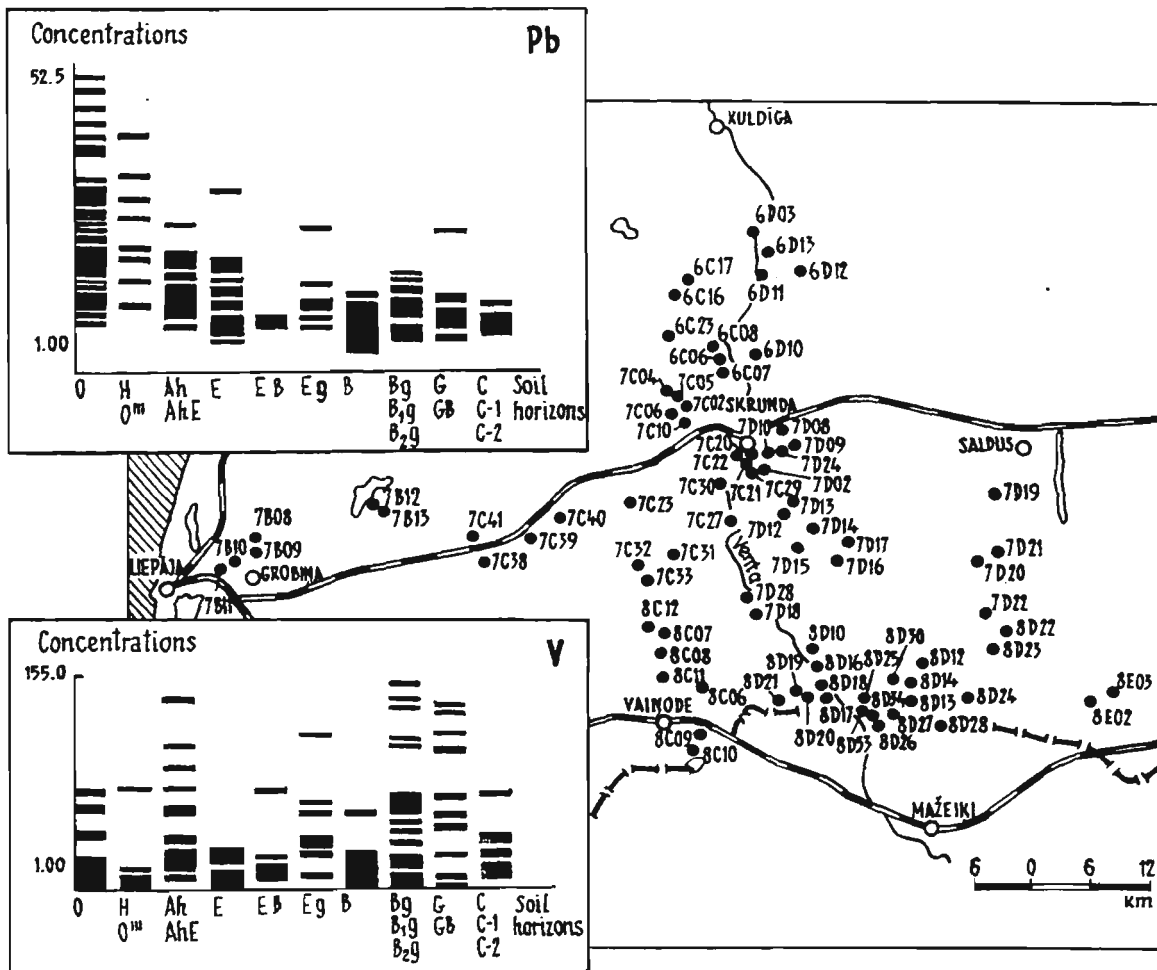 Concentrations
Pb
52.5
1.00
O
H
Oᵐ
Ah
AhE
E
EB
Eg
B
Bg
B₁g
B₂g
G
GB
C
C-1
C-2
Soil
horizons
KULDĪGA
6D03
6D13
6D12
6D11
6C17
6C16
6C23
6C08
6C06
6D10
6C07
7C04
7C05
7C02
SKRUNDA
7C06
7C10
7D10
7D08
7C20
7D09
7C22
7D24
7C21
7C29
7D02
SALDUS
7C30
7D19
7B12
7B13
7C23
7D13
7C40
7C27
7D12
7D14
7C41
7C39
7C38
7B08
7B09
7B10
LIEPĀJA
GROBIŅA
7B11
7C32
7C31
7C33
Venta
7D15
7D17
7D16
7D21
7D20
7D28
7D18
7D22
8D22
8D23
8C12
8C07
8C08
8C11
8C06
8D10
8D30
8D19
8D16
8D25
8D12
8D21
8D18
8D14
8D34
8D13
8D24
8E03
8E02
VAINODE
8D17
8D20
8D53
8D27
8D28
8D26
8C09
8C10
MAŽEIKI
6 0 6 12
км
Concentrations
V
155.0
1.00
O
H
Oᵐ
Ah
AhE
E
EB
Eg
B
Bg
B₁g
B₂g
G
GB
C
C-1
C-2
Soil
horizons